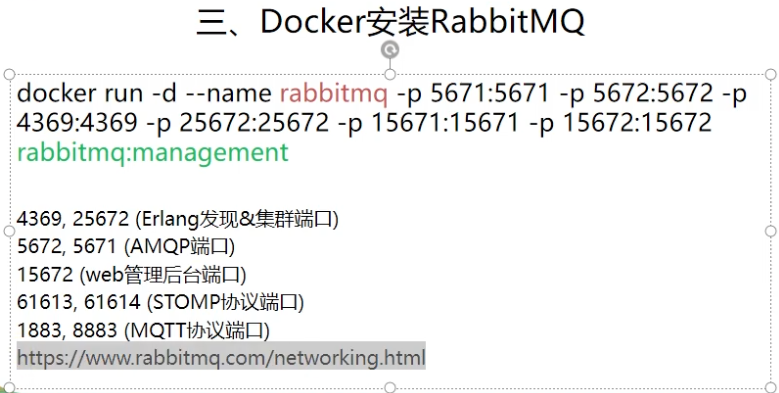 三、Docker安装RabbitMQ
docker run -d --name rabbitmq -p 5671:5671 -p 5672:5672 -p
4369:4369 -p 25672:25672 -p 15671:15671 -p 15672:15672
rabbitmq:management
4369, 25672 (Erlang发现&集群端口)
5672, 5671 (AMQP端口)
15672 (web管理后台端口)
61613, 61614 (STOMP协议端口)
1883, 8883 (MQTT协议端口)
https://www.rabbitmq.com/networking.html